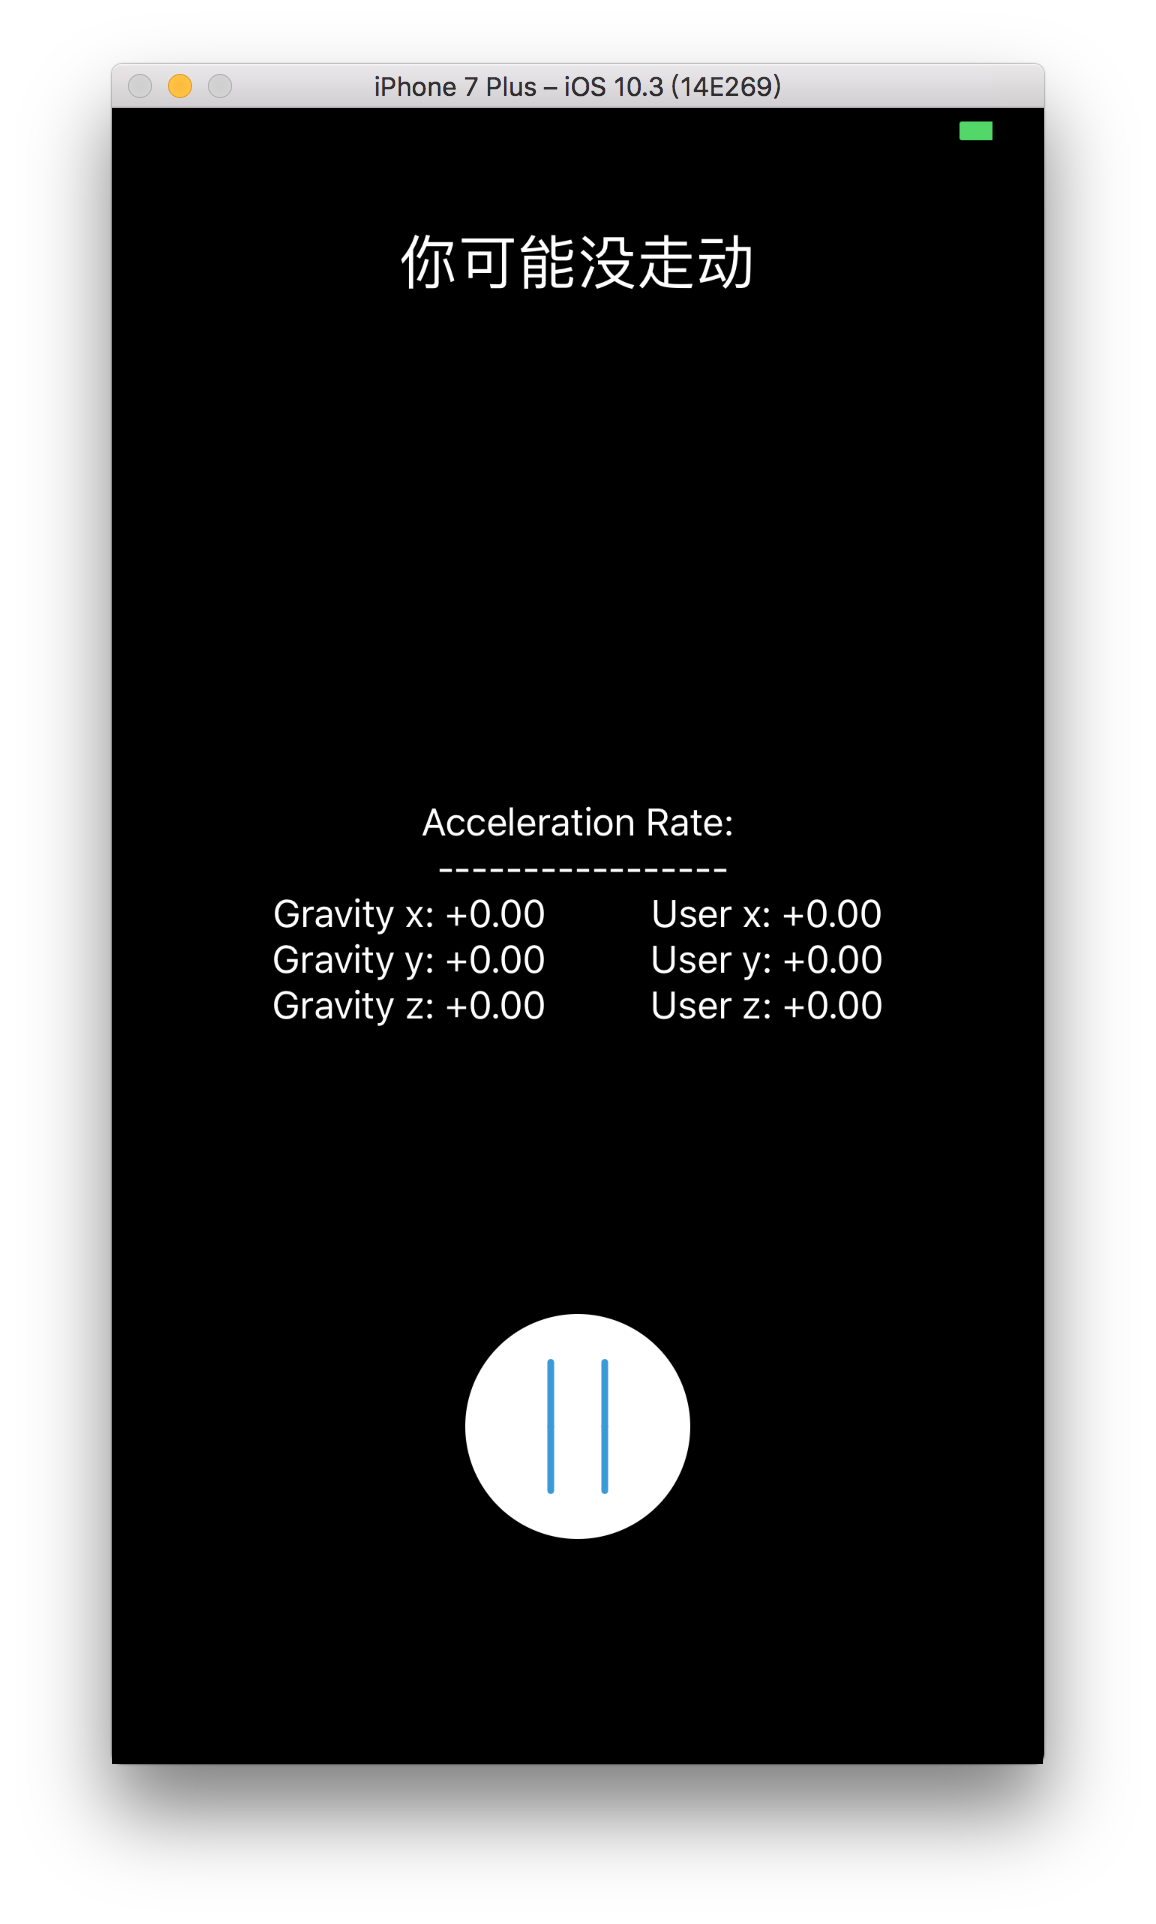 iPhone 7 Plus – iOS 10.3 (14E269)
你可能没走动
Acceleration Rate:
-----------------
Gravity x: +0.00 User x: +0.00
Gravity y: +0.00 User y: +0.00
Gravity z: +0.00 User z: +0.00